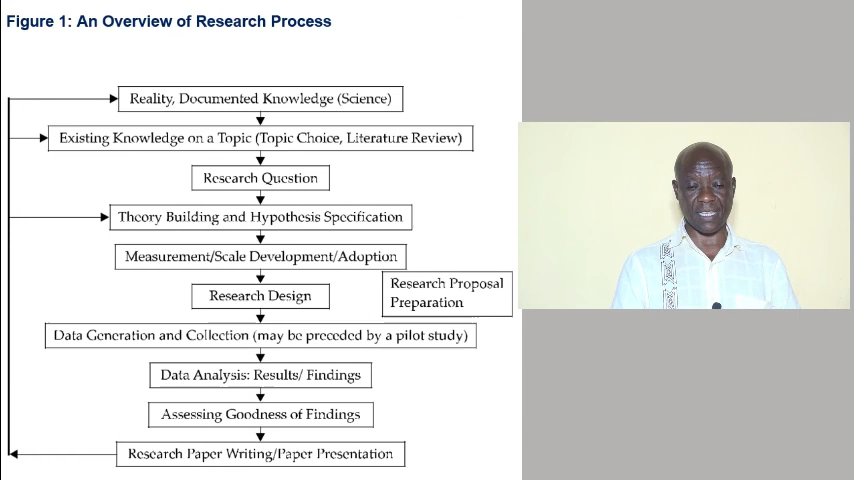 Figure 1: An Overview of Research Process
Reality, Documented Knowledge (Science)
Existing Knowledge on a Topic (Topic Choice, Literature Review)
Research Question
Theory Building and Hypothesis Specification
Measurement/Scale Development/Adoption
Research Design
Research Proposal
Preparation
Data Generation and Collection (may be preceded by a pilot study)
Data Analysis: Results/ Findings
Assessing Goodness of Findings
Research Paper Writing/Paper Presentation